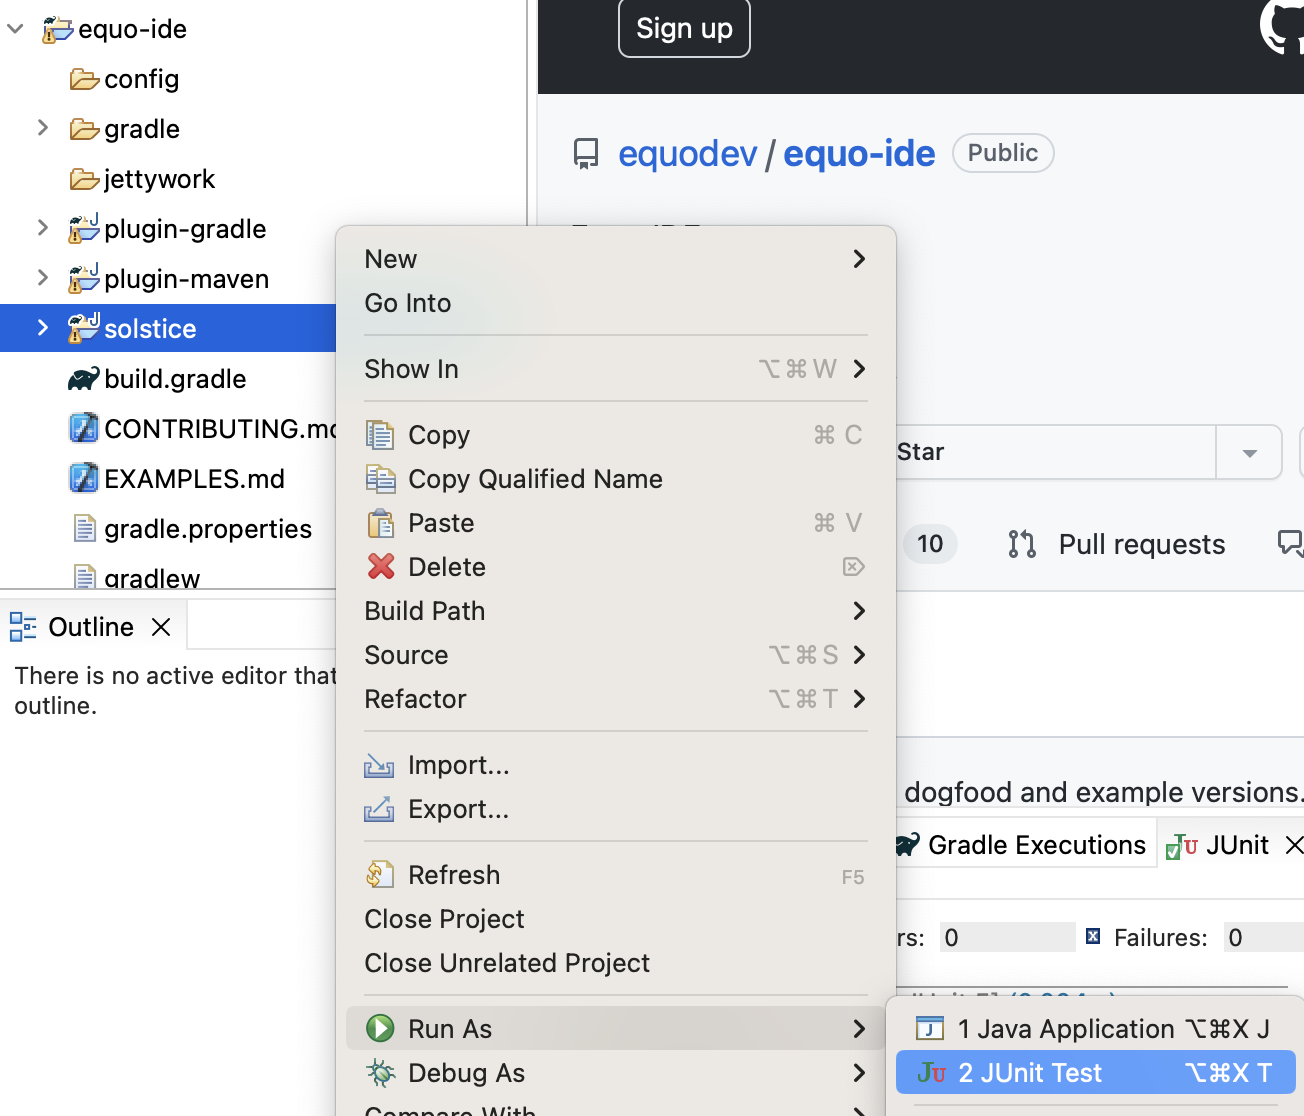 equo-ide
config
gradle
jettywork
plugin-gradle
plugin-maven
solstice
build.gradle
CONTRIBUTING.md
EXAMPLES.md
gradle.properties
gradlew
Outline
There is no active editor that
outline.
Sign up
equodev / equo-ide Public
Star
10 Pull requests
dogfood and example versions.
Gradle Executions JUnit
rs: 0 Failures: 0
New
Go Into
Show In ⌥⌘W
Copy ⌘ C
Copy Qualified Name
Paste ⌘ V
Delete ⌦
Build Path
Source ⌥⌘S
Refactor ⌥⌘T
Import...
Export...
Refresh F5
Close Project
Close Unrelated Project
Run As
Debug As
Compare With
1 Java Application ⌥⌘X J
2 JUnit Test ⌥⌘X T